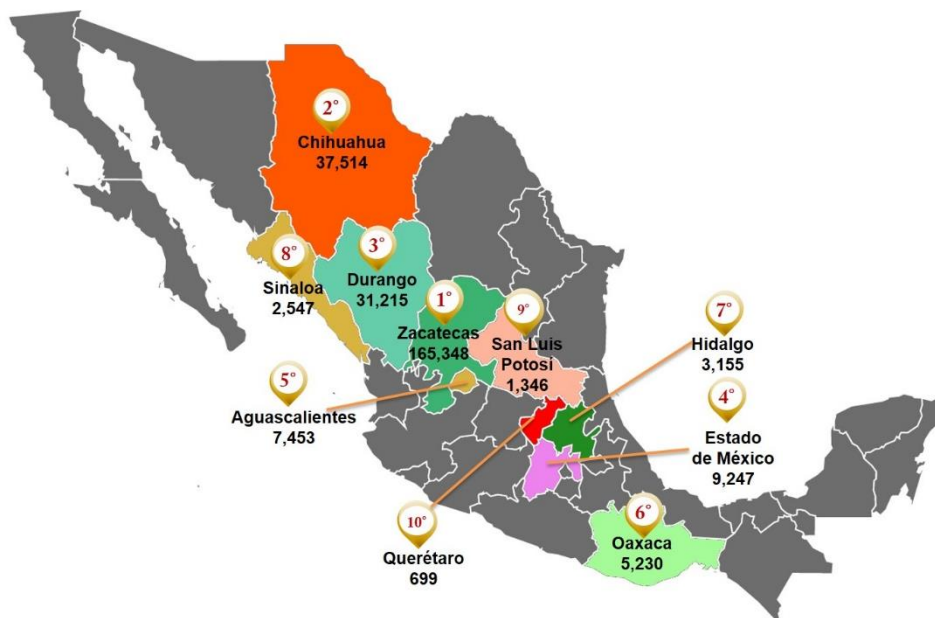 2°
Chihuahua
37,514
8°
Sinaloa
2,547
3°
Durango
31,215
1°
Zacatecas
165,348
9°
San Luis
Potosi
1,346
7°
Hidalgo
3,155
5°
Aguascalientes
7,453
4°
Estado
de México
9,247
10°
Querétaro
699
6°
Oaxaca
5,230